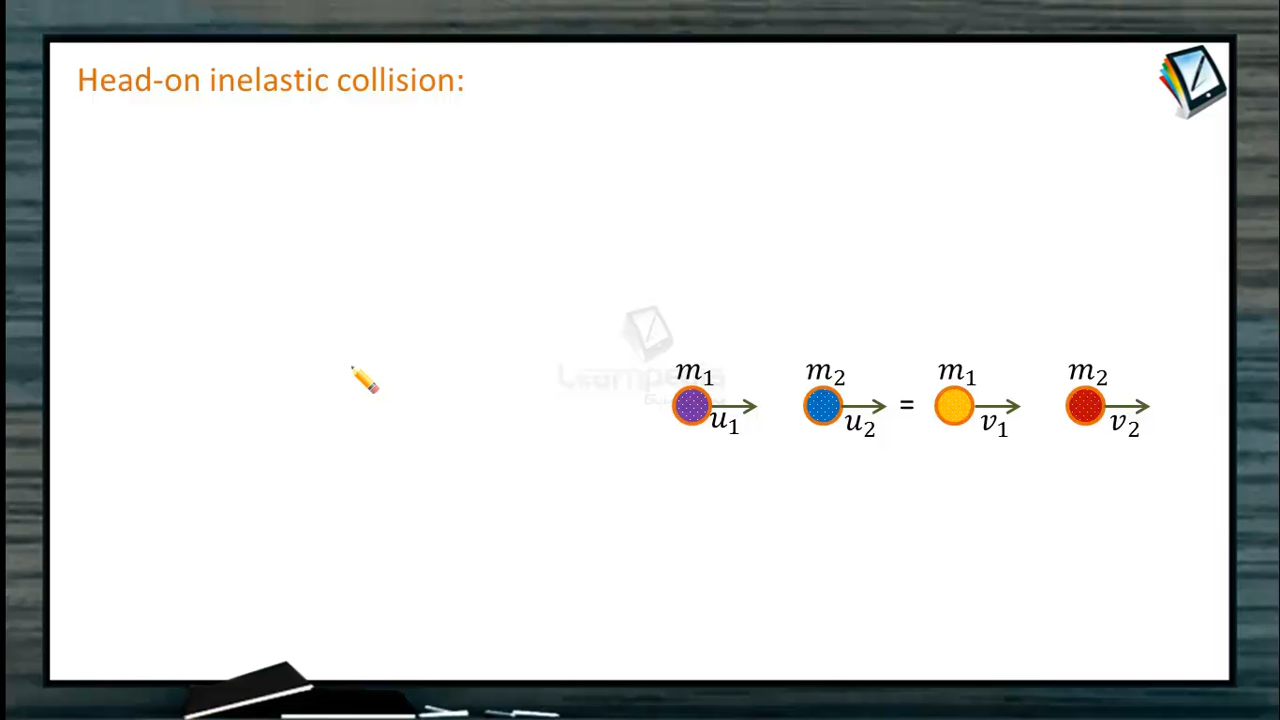 Head-on inelastic collision:
m₁ m₂ m₁ m₂
u₁ u₂ = v₁ v₂